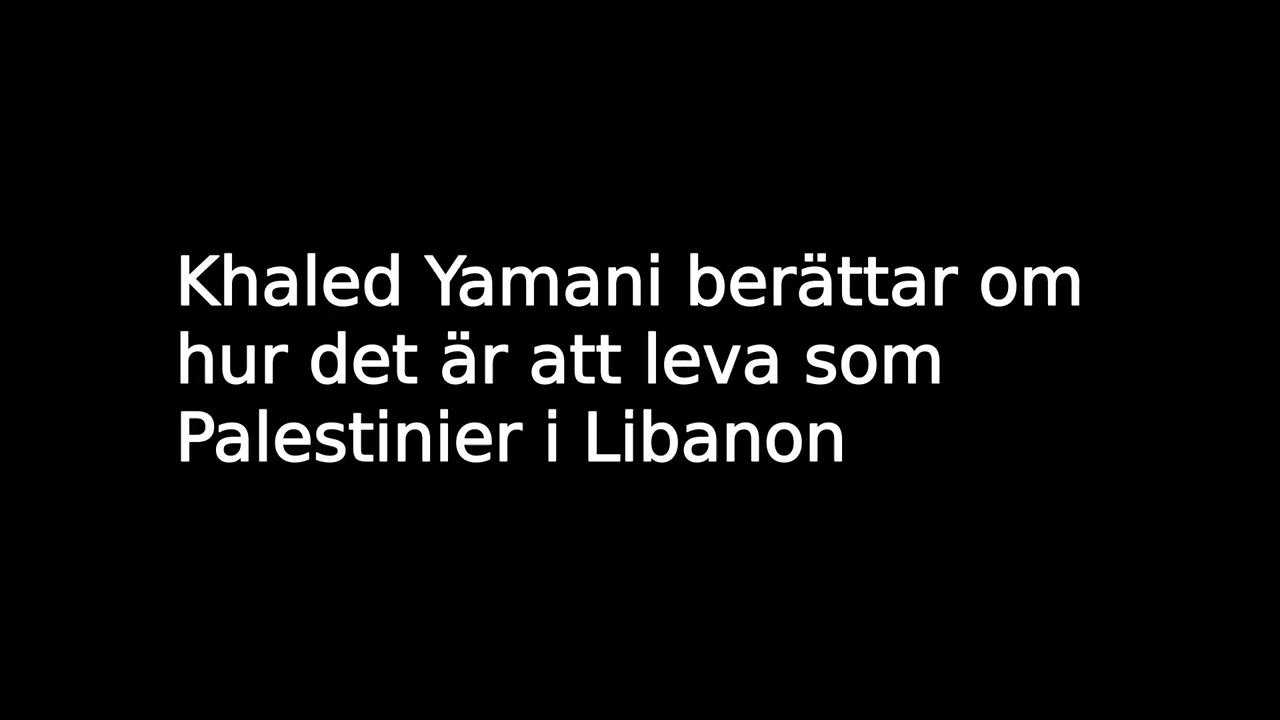 Khaled Yamani berättar om
hur det är att leva som
Palestinier i Libanon